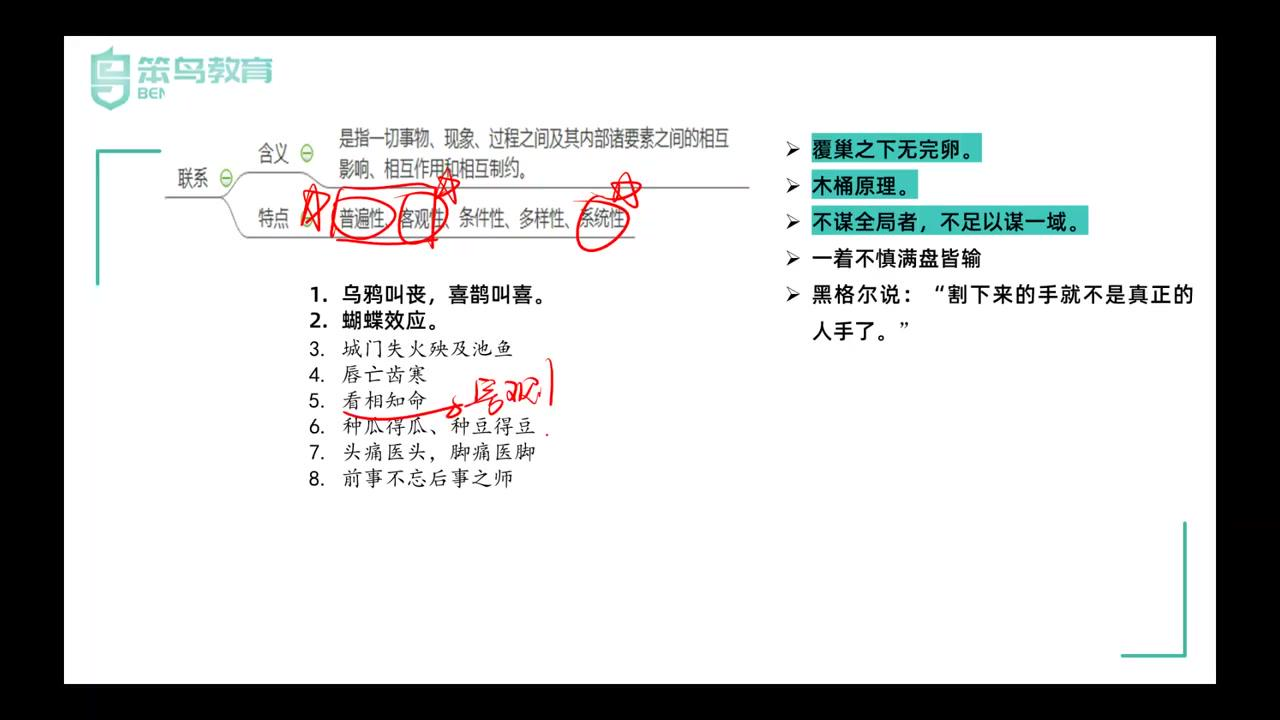 笨鸟教育
BEN
联系
含义
是指一切事物、现象、过程之间及其内部诸要素之间的相互
影响、相互作用和相互制约。
特点
普遍性、客观性、条件性、多样性、系统性
1. 乌鸦叫丧，喜鹊叫喜。
2. 蝴蝶效应。
3. 城门失火殃及池鱼
4. 唇亡齿寒
5. 看相知命
客观
6. 种瓜得瓜、种豆得豆
7. 头痛医头，脚痛医脚
8. 前事不忘后事之师
➢ 覆巢之下无完卵。
➢ 木桶原理。
➢ 不谋全局者，不足以谋一域。
➢ 一着不慎满盘皆输
➢ 黑格尔说：“割下来的手就不是真正的
人手了。”